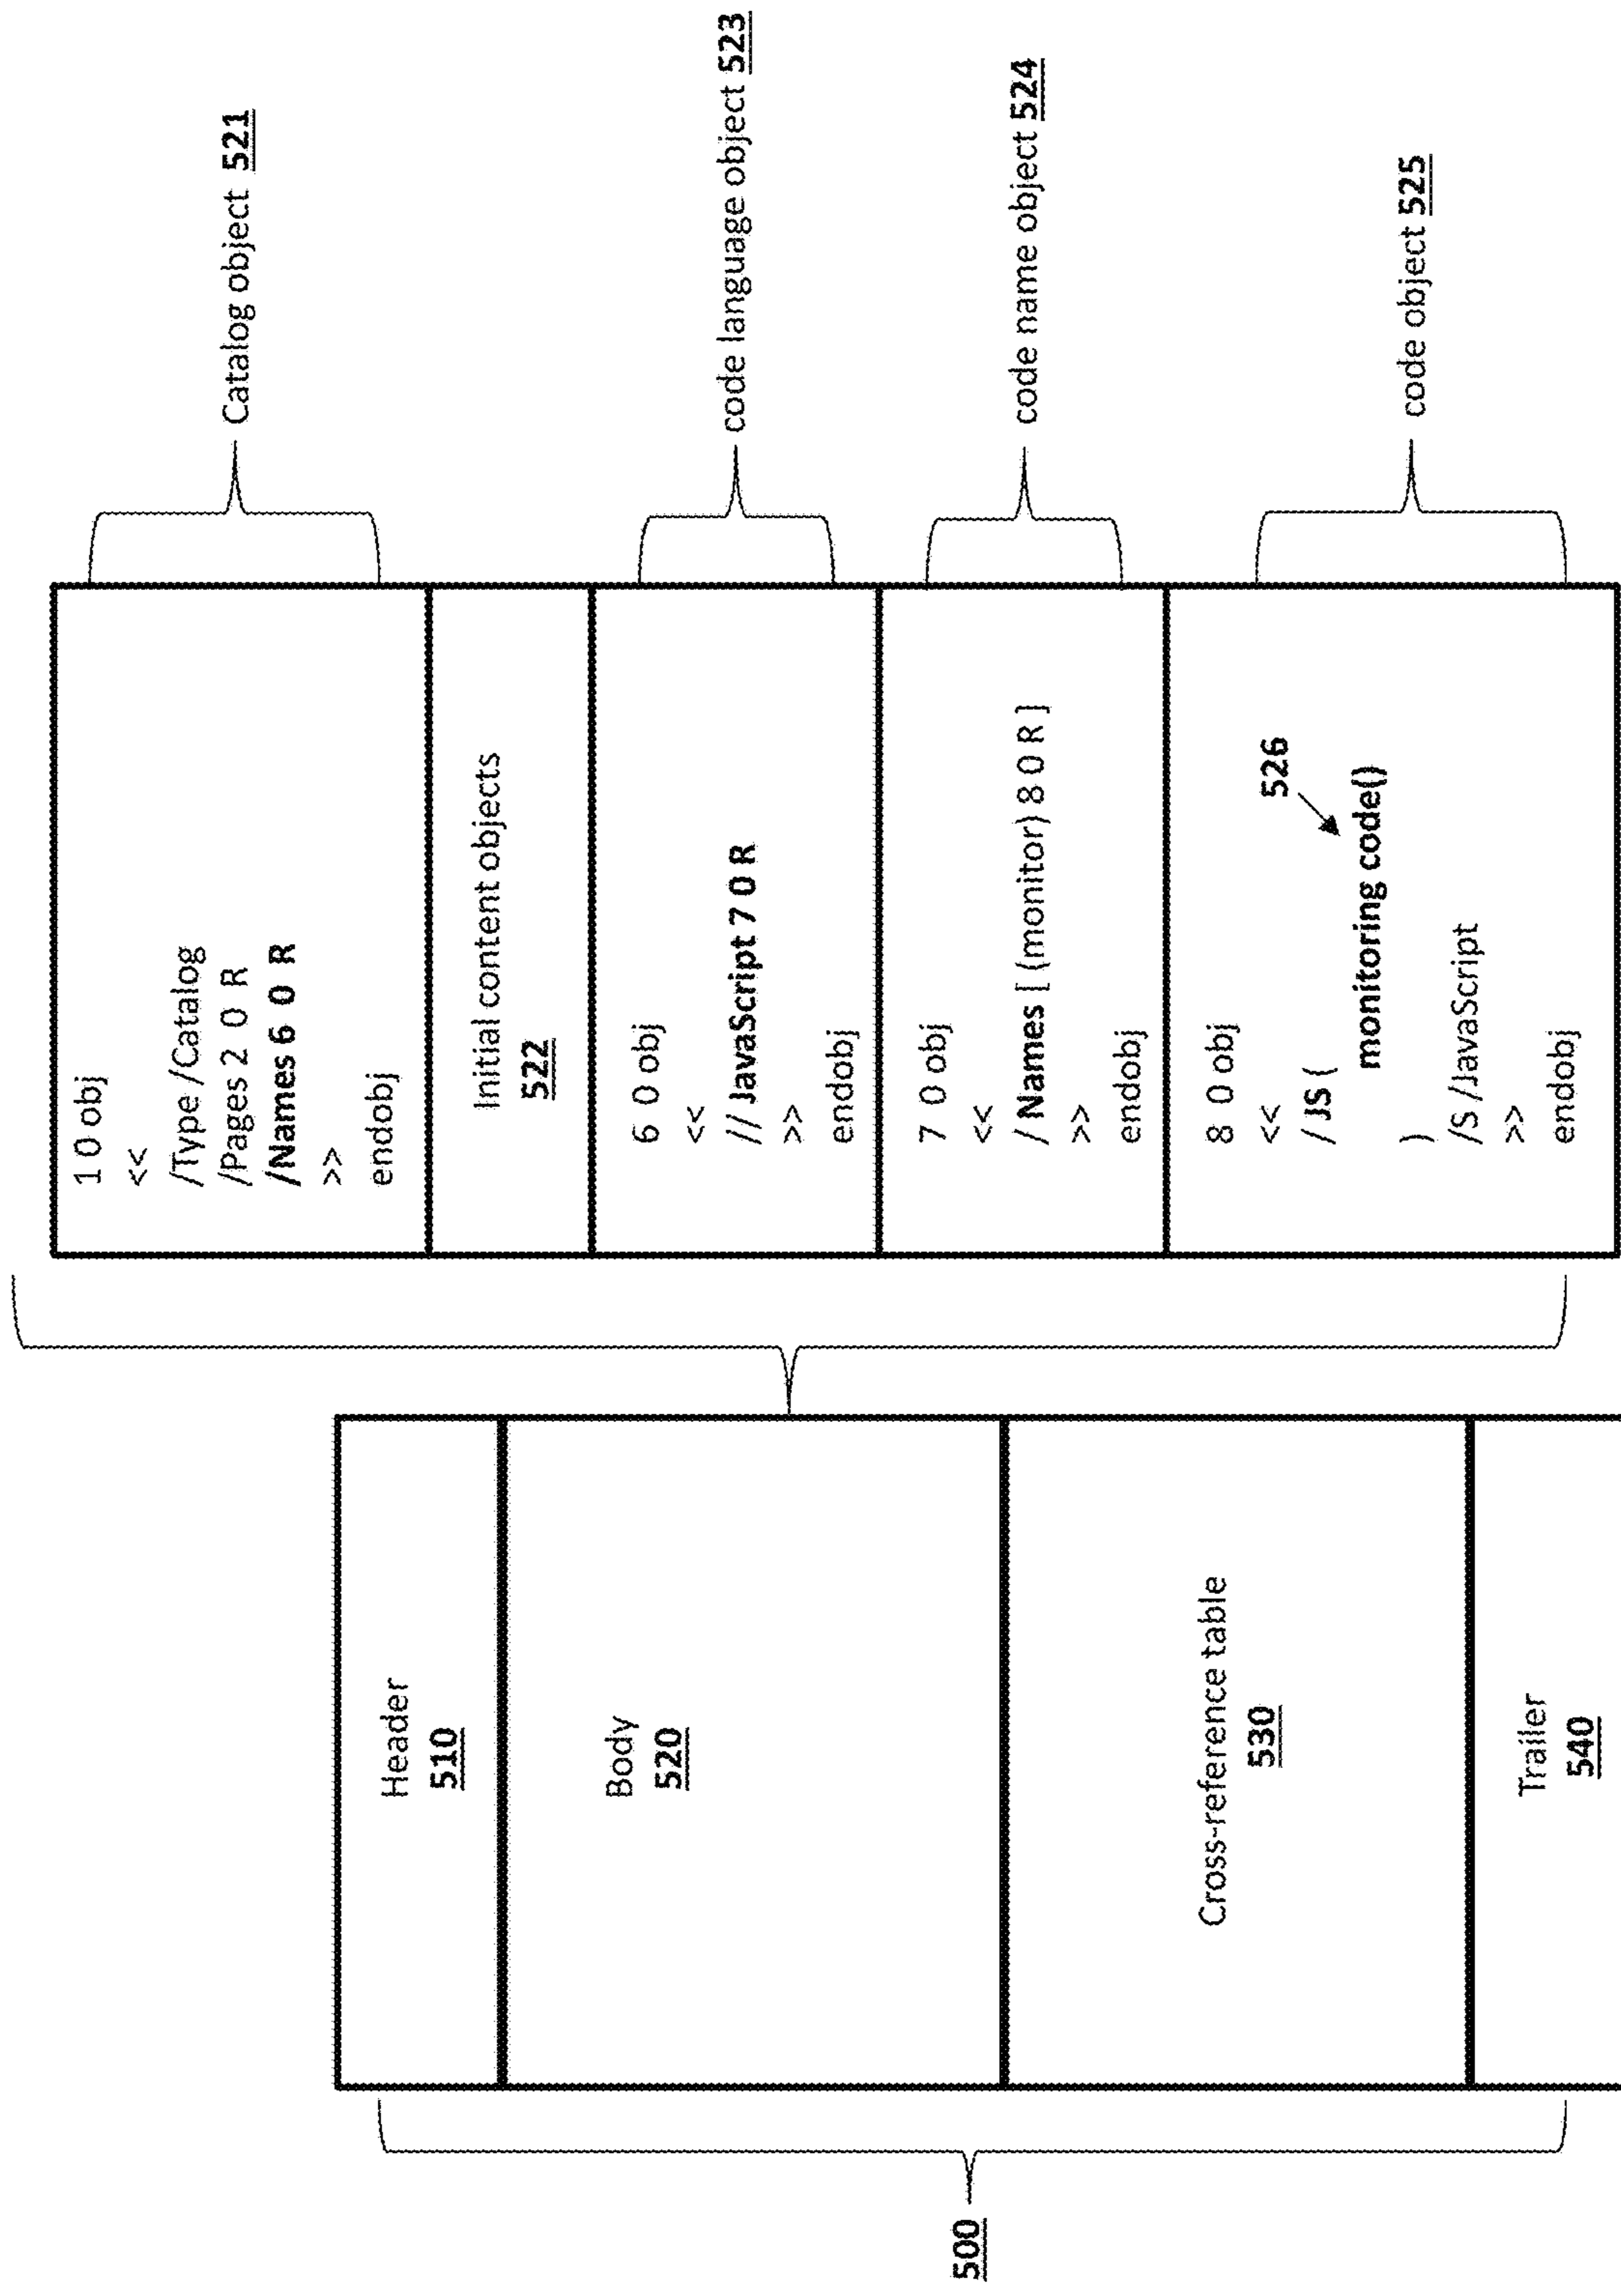 500
Header
510
Body
520
Cross-reference table
530
Trailer
540
1 0 obj
<<
/Type /Catalog
/Pages 2 0 R
/Names 6 0 R
>>
endobj
Initial content objects
522
6 0 obj
<<
// JavaScript 7 0 R
>>
endobj
7 0 obj
<<
/ Names [ (monitor) 8 0 R ]
>>
endobj
8 0 obj
<<
/ JS (
monitoring code()
526
)
/S /JavaScript
>>
endobj
Catalog object 521
code language object 523
code name object 524
code object 525